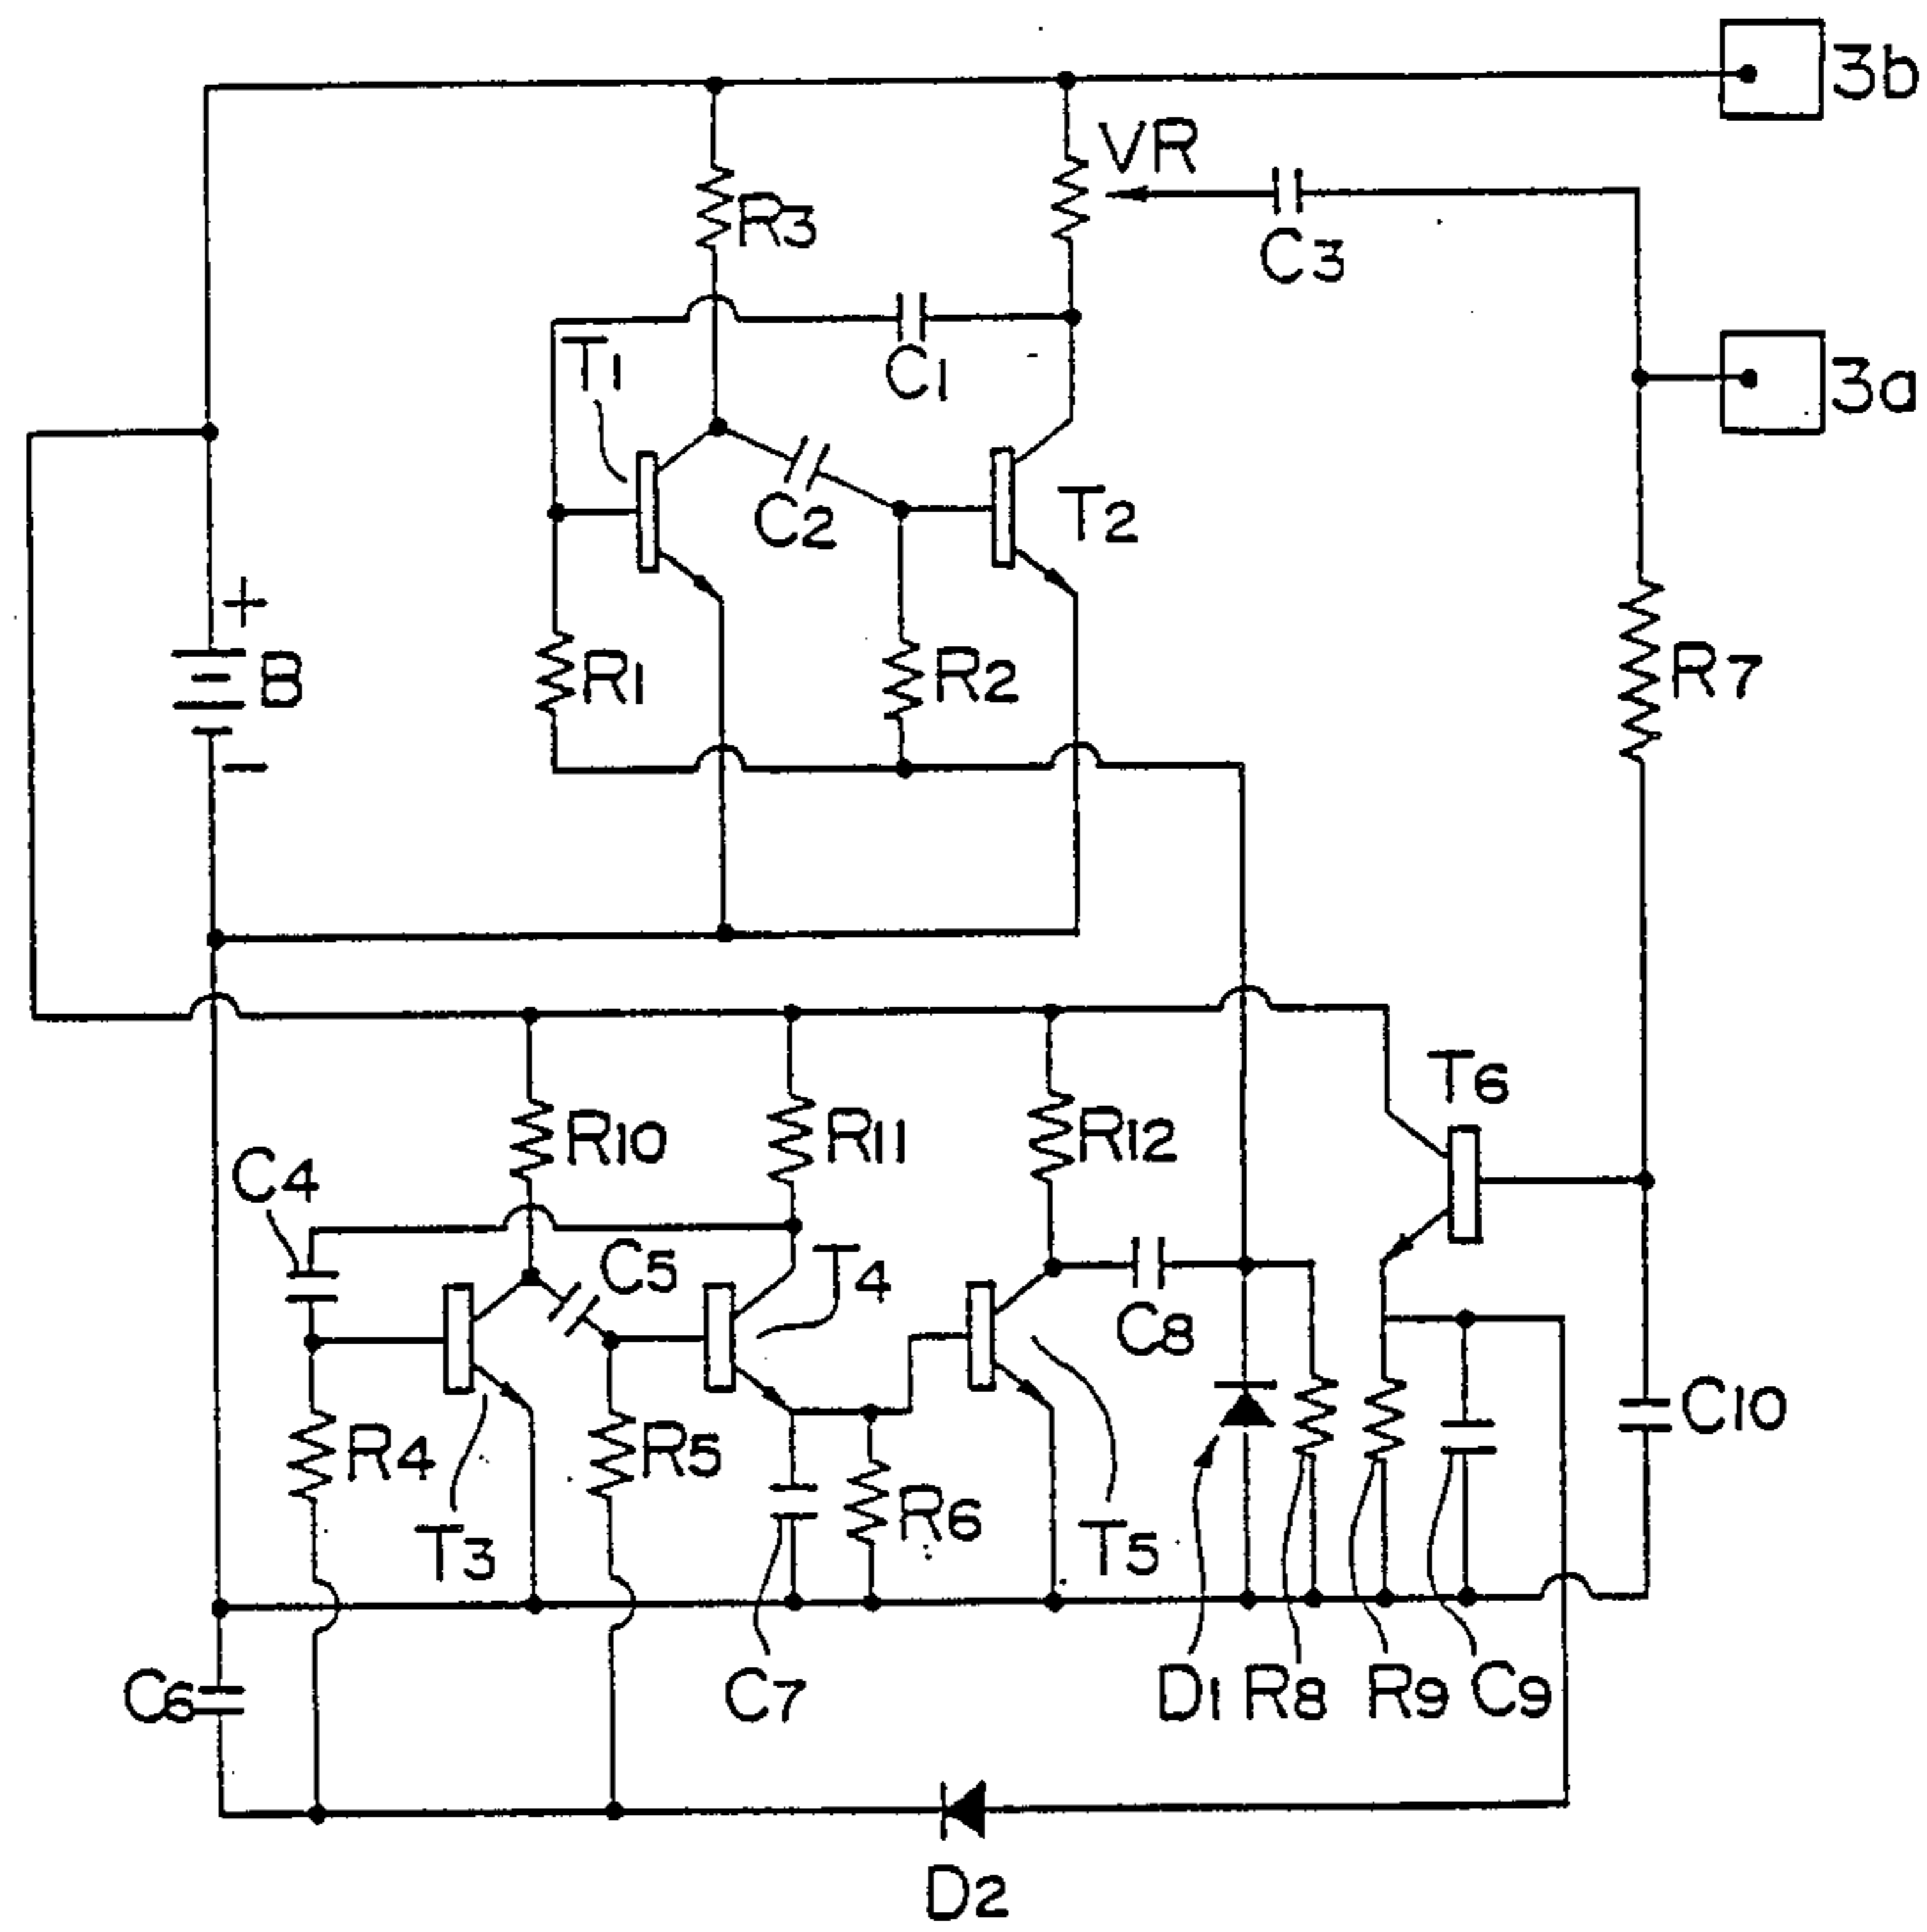 3b
VR
R3
C3
T1
C1
3a
C2
T2
+
B
R1
R2
R7
−
T6
R10
R11
R12
C4
C5
T4
C8
C10
R4
R5
R6
T3
T5
C6
C7
D1
R8
R9
C9
D2